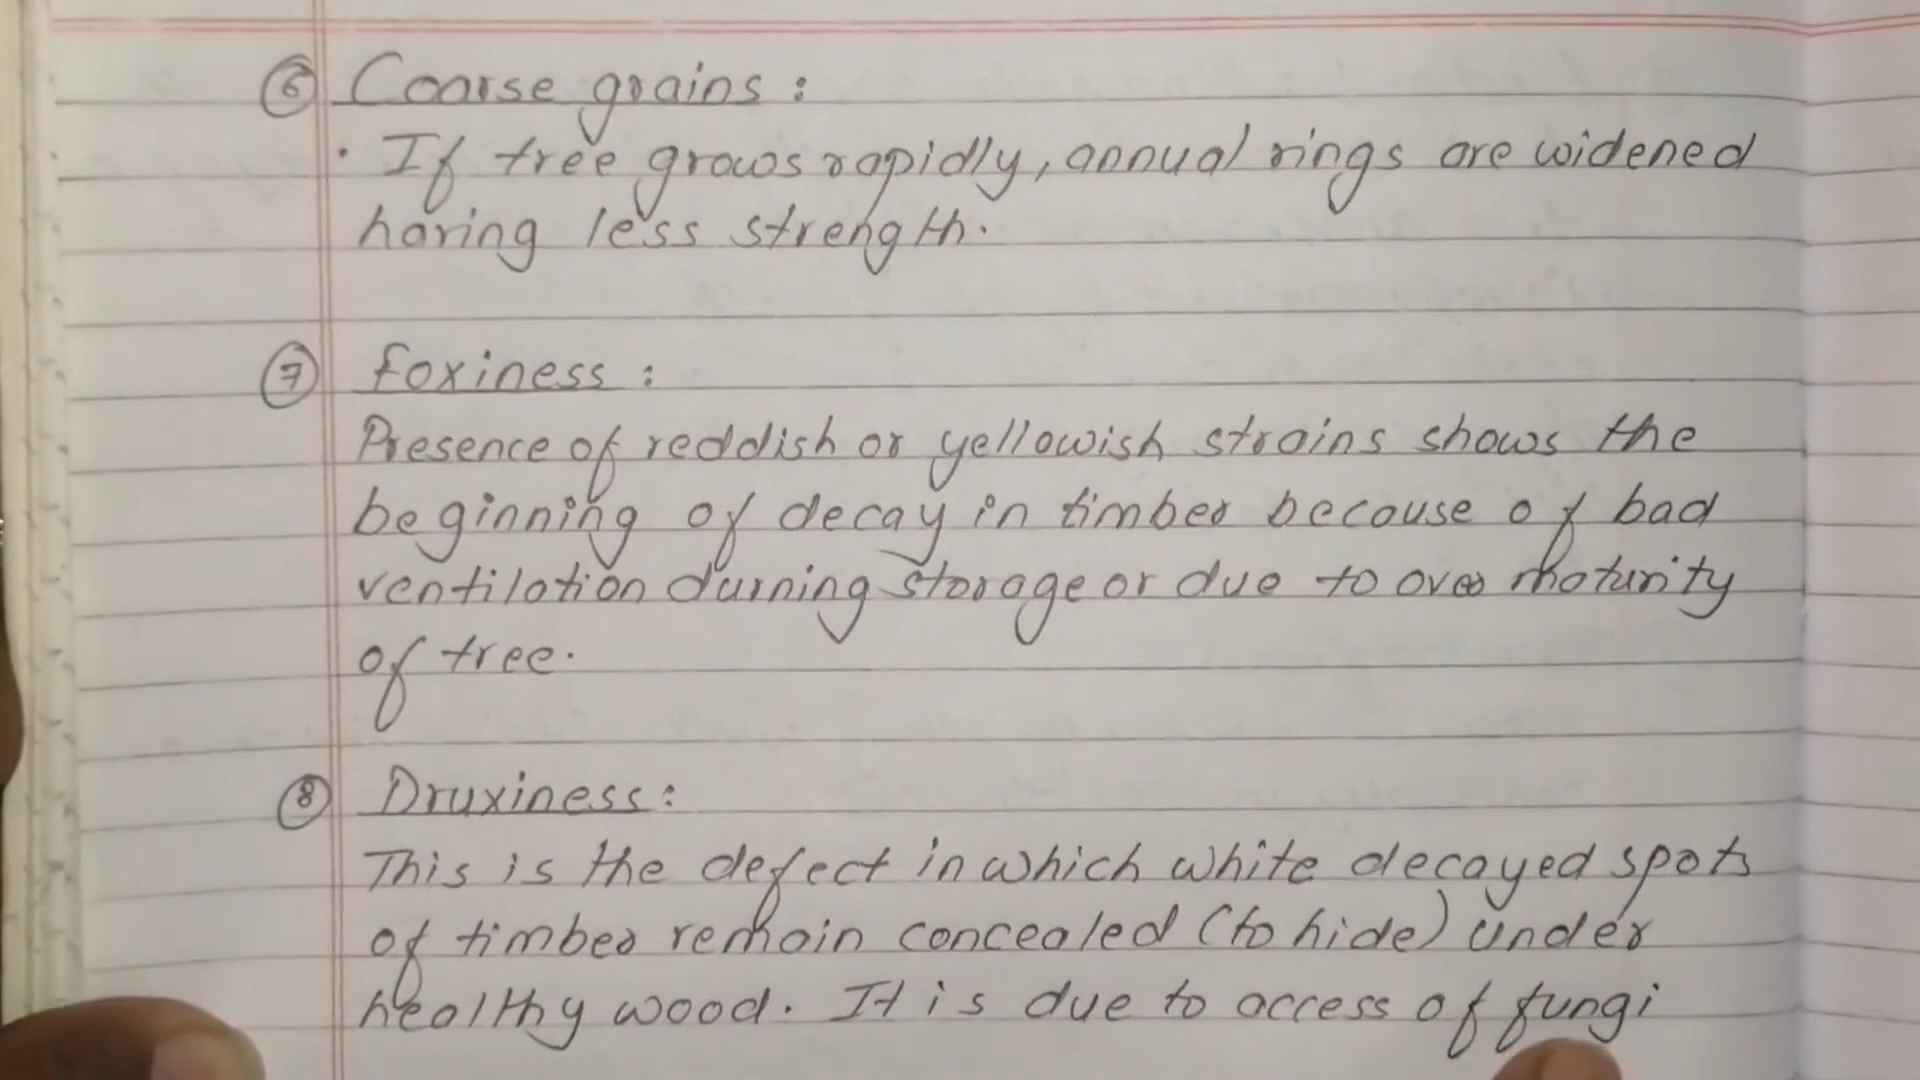 ⑥ Coarse grains :
· If tree grows rapidly, annual rings are widened
having less strength.
⑦ foxiness :
Presence of reddish or yellowish strains shows the
beginning of decay in timber because of bad
ventilation durning storage or due to over maturity
of tree.
⑧ Druxiness :
This is the defect in which white decayed spots
of timber remain concealed (to hide) under
healthy wood. It is due to access of fungi